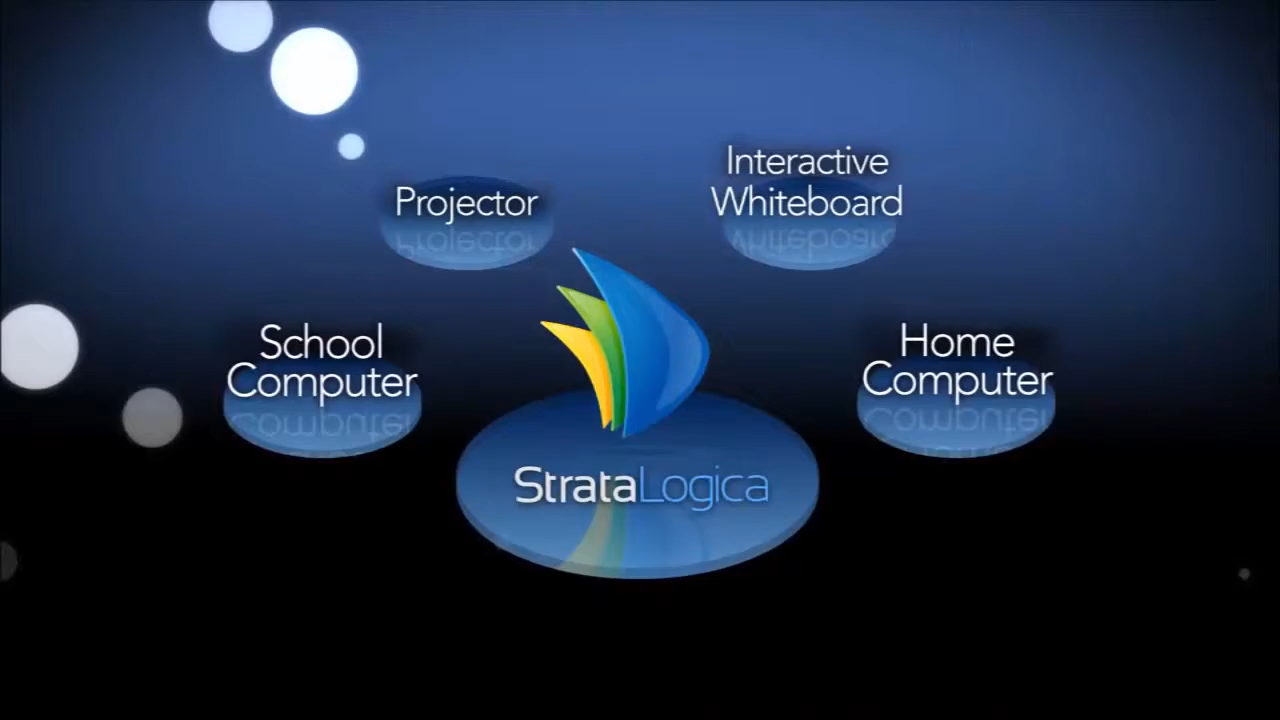 Projector
Interactive
Whiteboard
School
Computer
Home
Computer
StrataLogica